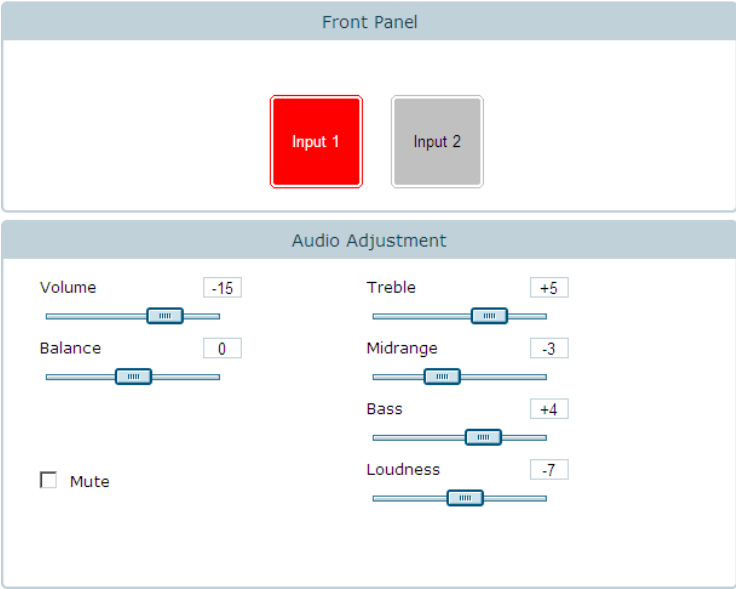 Front Panel
Input 1
Input 2
Audio Adjustment
Volume -15
Treble +5
Balance 0
Midrange -3
Bass +4
Mute
Loudness -7